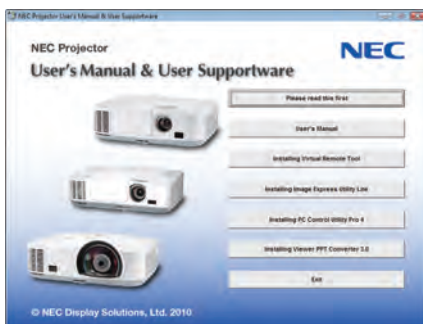 NEC Projector User's Manual & User Supportware
NEC Projector
NEC
User's Manual & User Supportware
Please read this first
User's Manual
Installing Virtual Remote Tool
Installing Image Express Utility Lite
Installing PC Control Utility Pro 4
Installing Viewer PPT Converter 3.0
Exit
© NEC Display Solutions, Ltd. 2010